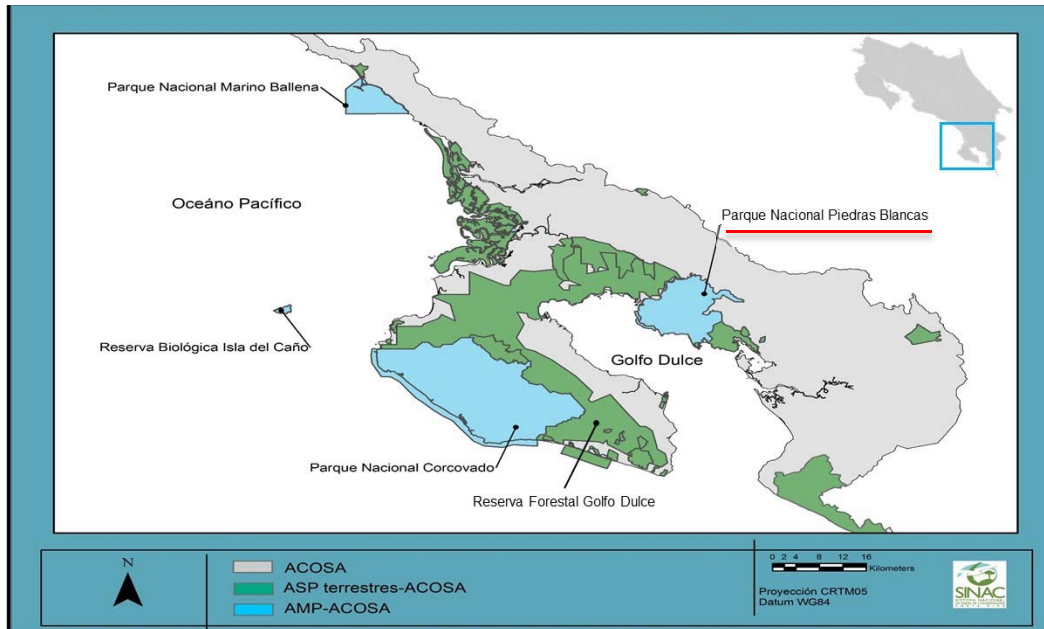 Parque Nacional Marino Ballena
Oceáno Pacífico
Parque Nacional Piedras Blancas
Reserva Biológica Isla del Caño
Golfo Dulce
Parque Nacional Corcovado
Reserva Forestal Golfo Dulce
N
ACOSA
ASP terrestres-ACOSA
AMP-ACOSA
0 2 4 8 12 16
Kilometers
Proyección CRTM05
Datum WG84
SINAC